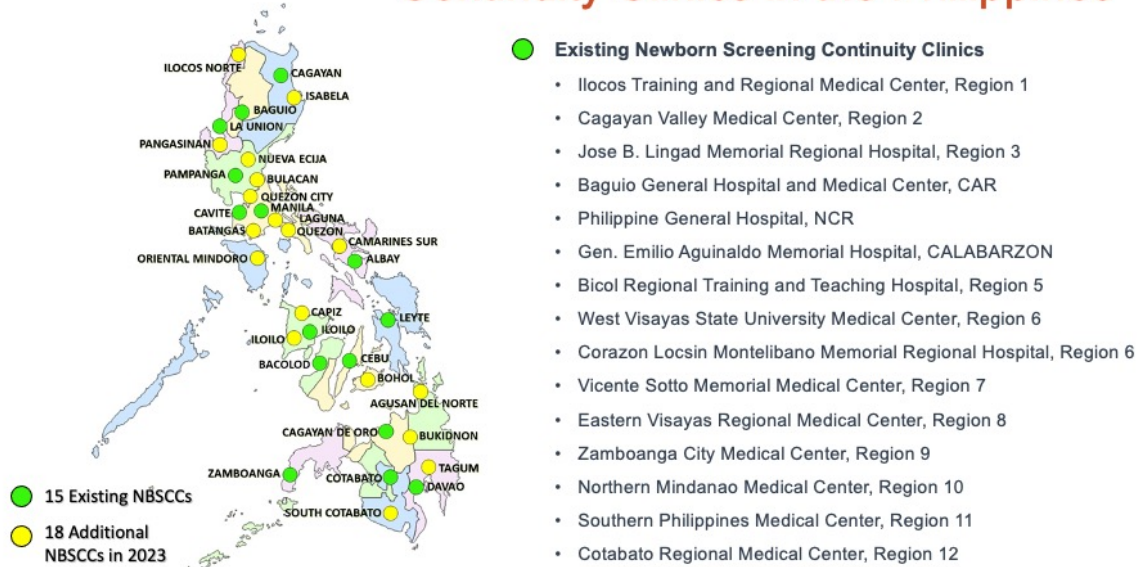 Existing Newborn Screening Continuity Clinics
• Ilocos Training and Regional Medical Center, Region 1
• Cagayan Valley Medical Center, Region 2
• Jose B. Lingad Memorial Regional Hospital, Region 3
• Baguio General Hospital and Medical Center, CAR
• Philippine General Hospital, NCR
• Gen. Emilio Aguinaldo Memorial Hospital, CALABARZON
• Bicol Regional Training and Teaching Hospital, Region 5
• West Visayas State University Medical Center, Region 6
• Corazon Locsin Montelibano Memorial Regional Hospital, Region 6
• Vicente Sotto Memorial Medical Center, Region 7
• Eastern Visayas Regional Medical Center, Region 8
• Zamboanga City Medical Center, Region 9
• Northern Mindanao Medical Center, Region 10
• Southern Philippines Medical Center, Region 11
• Cotabato Regional Medical Center, Region 12
ILOCOS NORTE
CAGAYAN
ISABELA
BAGUIO
LA UNION
PANGASINAN
NUEVA ECIJA
PAMPANGA
BULACAN
QUEZON CITY
CAVITE
MANILA
LAGUNA
BATANGAS
QUEZON
CAMARINES SUR
ORIENTAL MINDORO
ALBAY
CAPIZ
LEYTE
ILOILO
ILOILO
BACOLOD
CEBU
BOHOL
AGUSAN DEL NORTE
CAGAYAN DE ORO
BUKIDNON
TAGUM
ZAMBOANGA
COTABATO
DAVAO
SOUTH COTABATO
15 Existing NBSCCs
18 Additional
NBSCCs in 2023